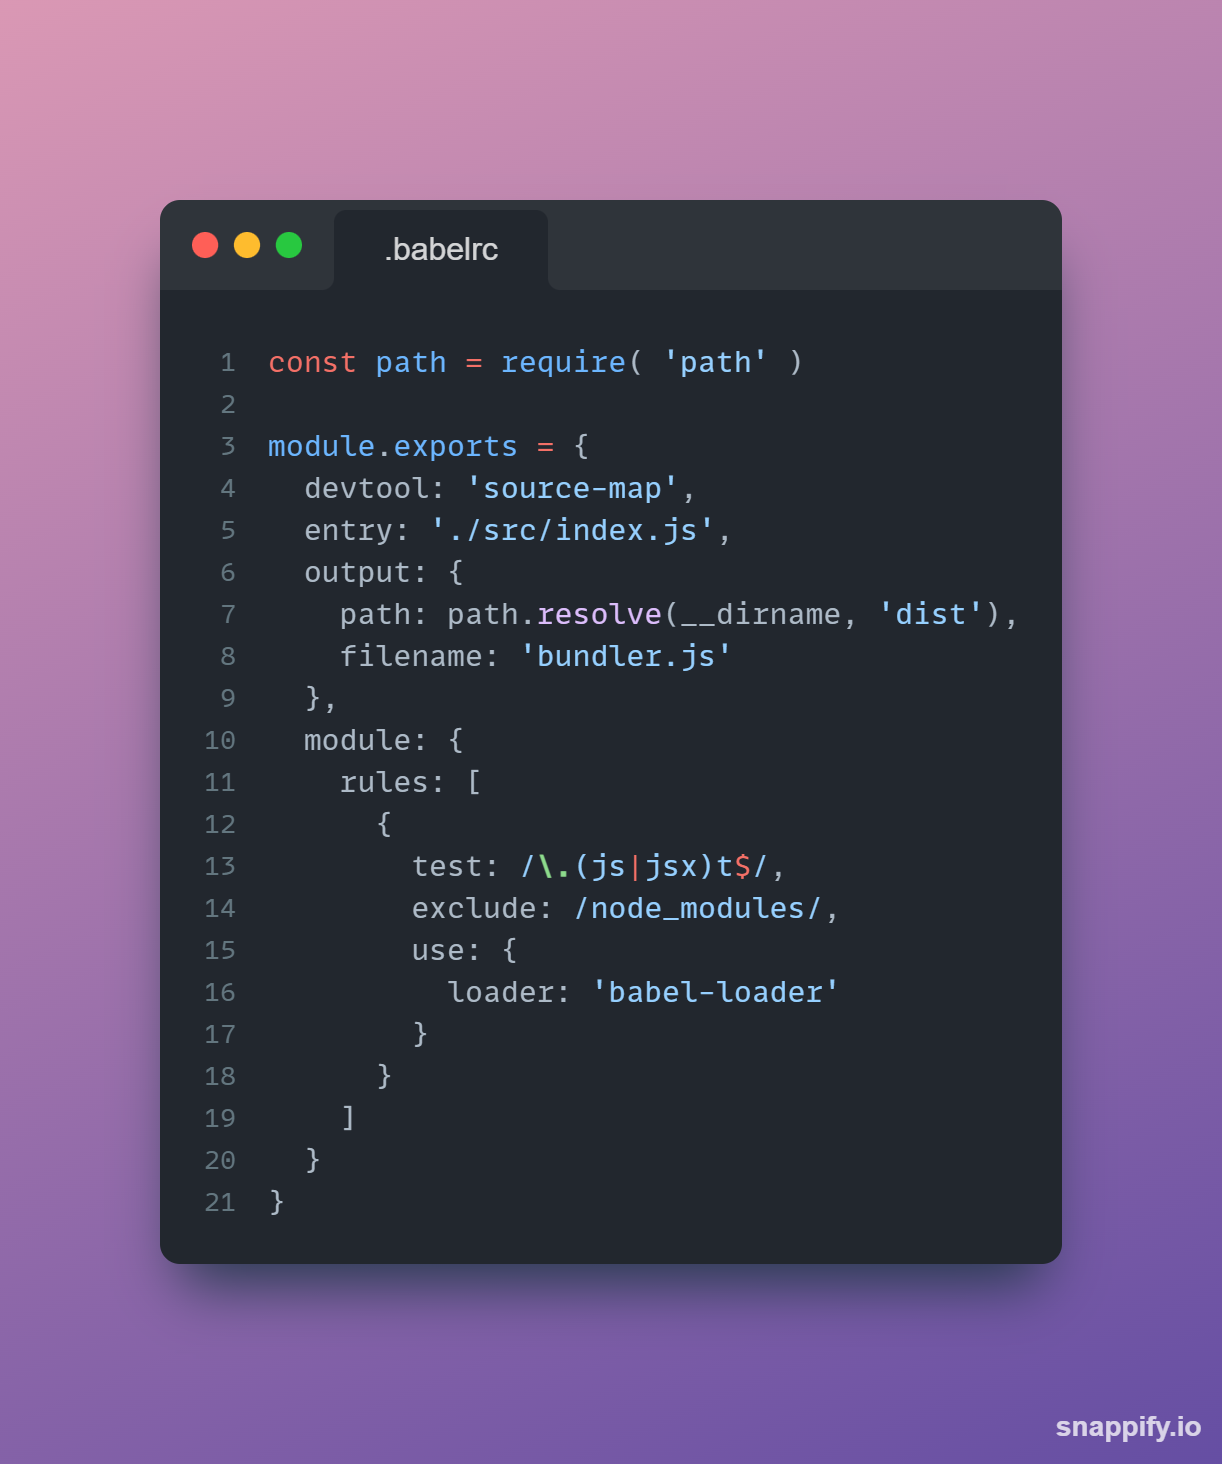 .babelrc
1 const path = require( 'path' )
2
3 module.exports = {
4   devtool: 'source-map',
5   entry: './src/index.js',
6   output: {
7     path: path.resolve(__dirname, 'dist'),
8     filename: 'bundler.js'
9   },
10   module: {
11     rules: [
12       {
13         test: /\.(js|jsx)t$/,
14         exclude: /node_modules/,
15         use: {
16           loader: 'babel-loader'
17         }
18       }
19     ]
20   }
21 }
snappify.io